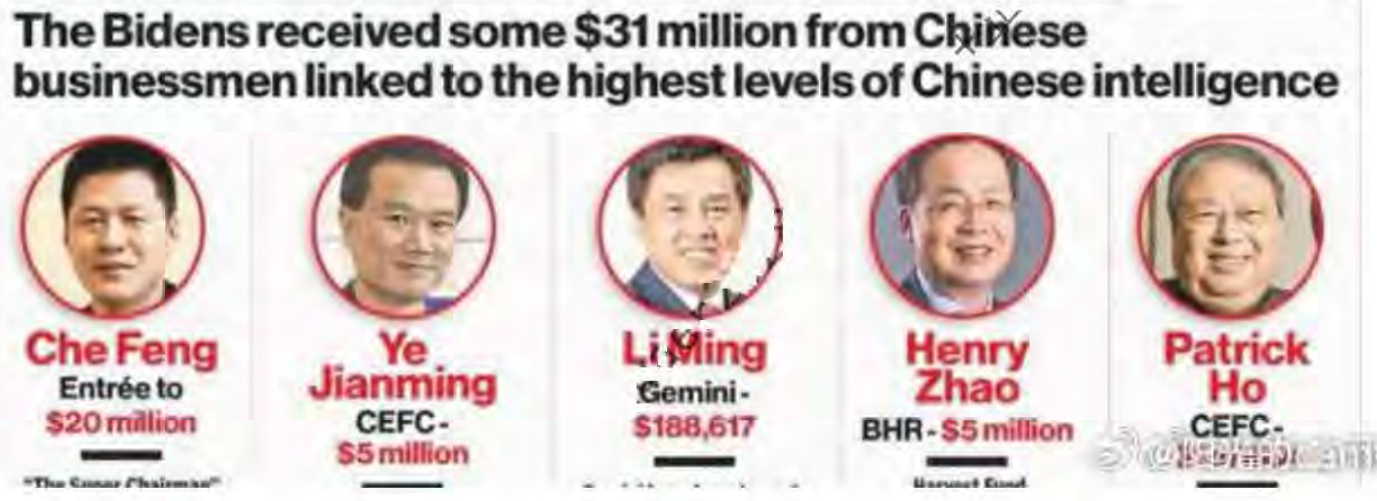 The Bidens received some $31 million from Chinese
businessmen linked to the highest levels of Chinese intelligence
Che Feng
Entrée to
$20 million
"The Super Chairman"
Ye
Jianming
CEFC-
$5 million
Li Ming
Gemini-
$188,617
Henry
Zhao
BHR-$5 million
Harvest Fund
Patrick
Ho
CEFC-